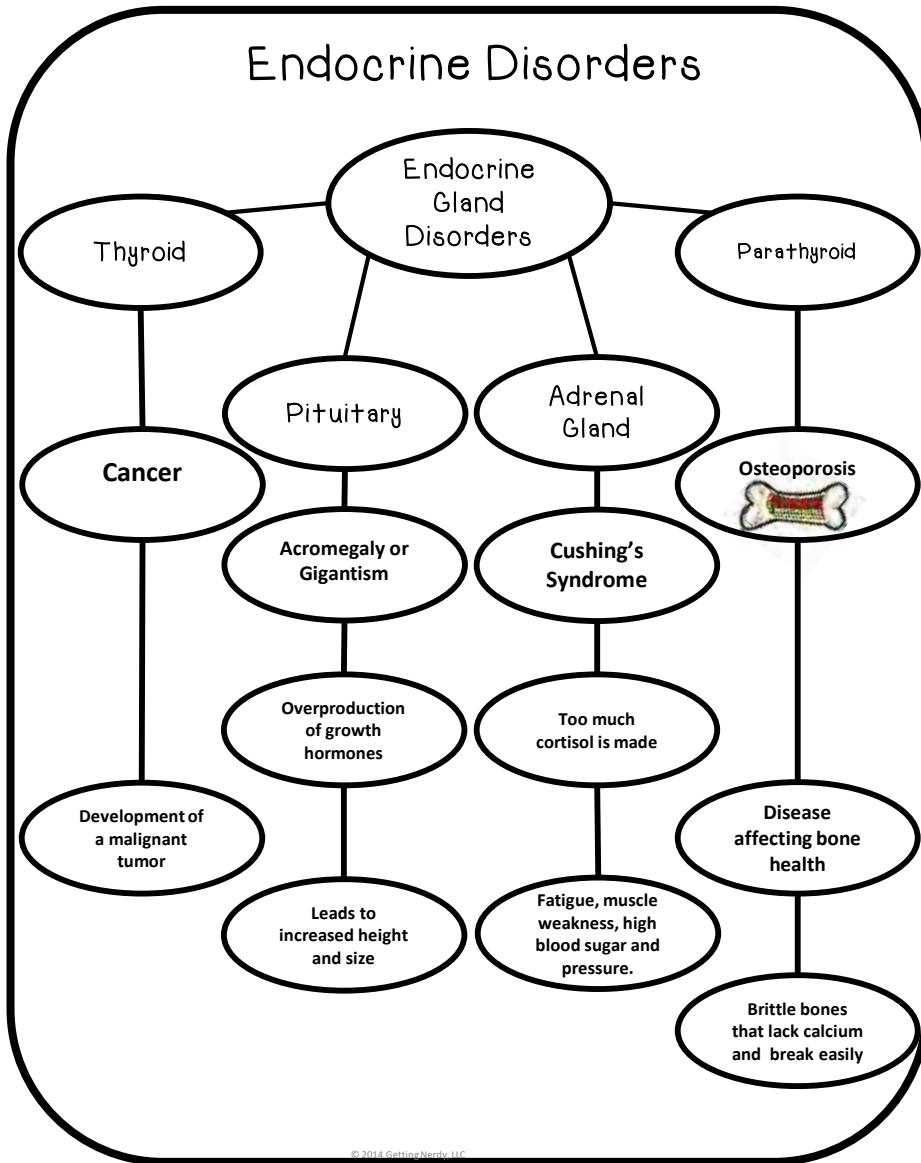 Endocrine Disorders
Endocrine
Gland
Disorders
Thyroid
Parathyroid
Pituitary
Adrenal
Gland
Cancer
Osteoporosis
Acromegaly or
Gigantism
Cushing's
Syndrome
Overproduction
of growth
hormones
Too much
cortisol is made
Development of
a malignant
tumor
Disease
affecting bone
health
Leads to
increased height
and size
Fatigue, muscle
weakness, high
blood sugar and
pressure.
Brittle bones
that lack calcium
and break easily
© 2014 Getting Nerdy, LLC